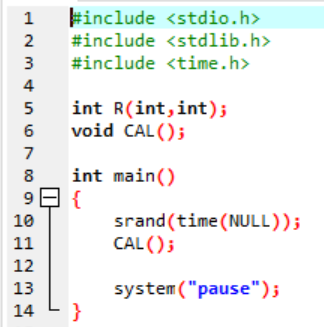 1 #include <stdio.h>
2 #include <stdlib.h>
3 #include <time.h>
4
5 int R(int,int);
6 void CAL();
7
8 int main()
9 {
10 srand(time(NULL));
11 CAL();
12
13 system("pause");
14 }